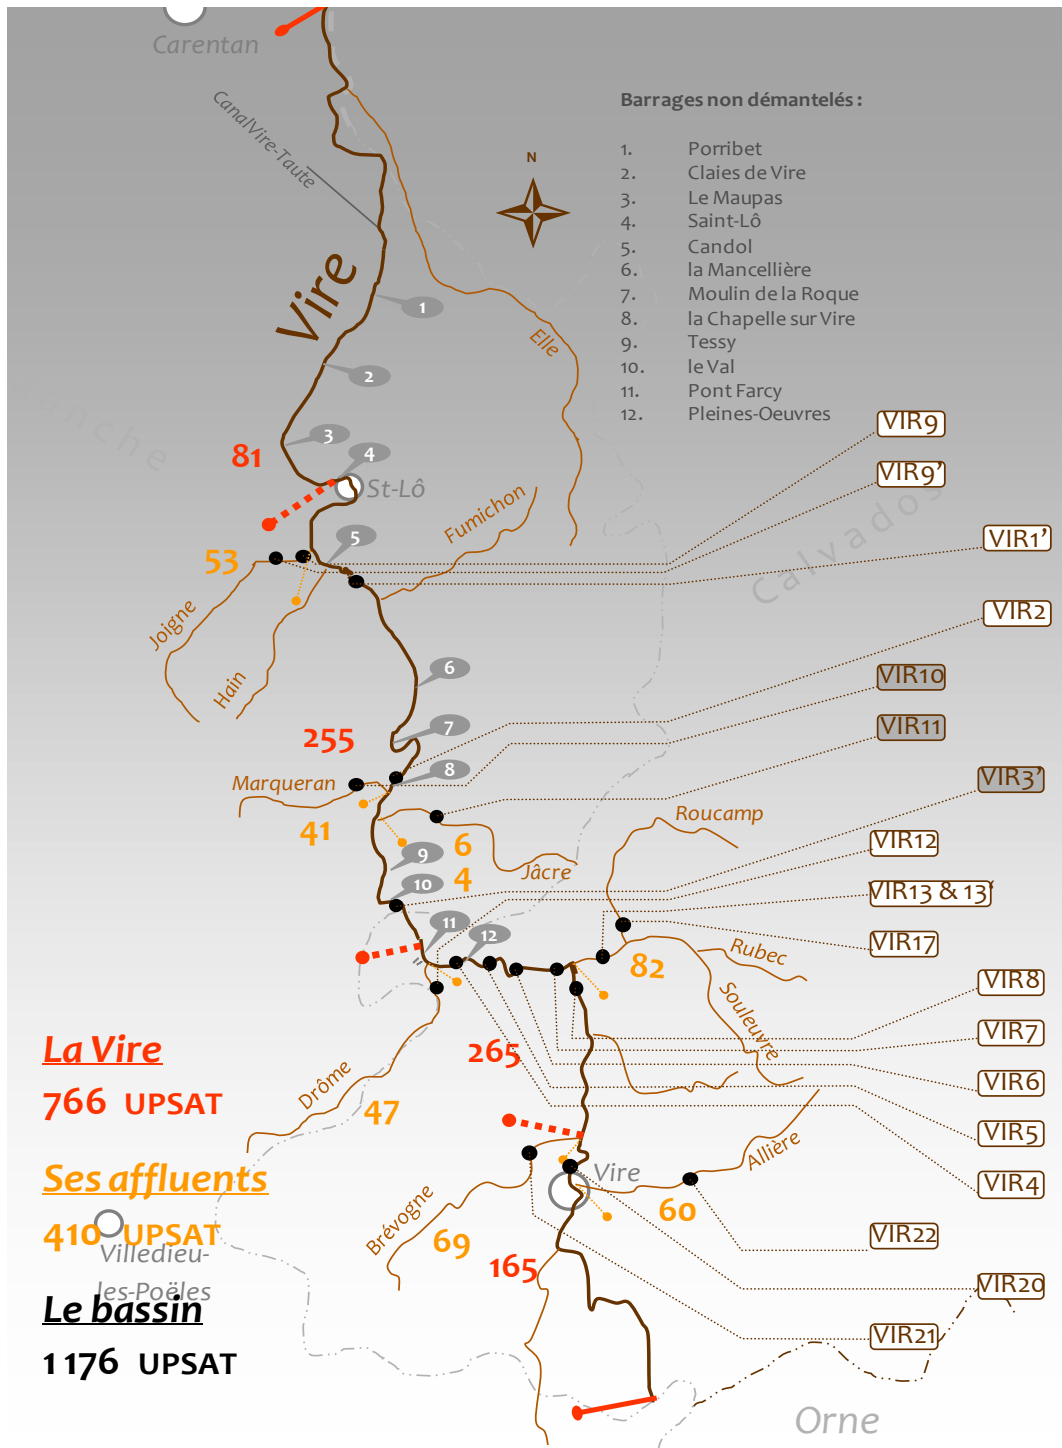 Carentan
CanalVire-Taute
Barrages non démantelés :
N
1. Porribet
2. Claies de Vire
3. Le Maupas
4. Saint-Lô
5. Candol
6. la Mancellière
7. Moulin de la Roque
8. la Chapelle sur Vire
9. Tessy
10. le Val
11. Pont Farcy
12. Pleines-Oeuvres
Vire
1
Elle
2
anche
3
81
4
St-Lô
VIR9
VIR9’
Calvados
Fumichon
VIR1’
5
53
Joigne
Hain
VIR2
6
VIR10
7
255
VIR11
8
Marqueran
VIR3’
41
6
Roucamp
VIR12
9
4
Jâcre
10
VIR13 & 13’
11
12
VIR17
82
Rubec
Souleuvre
VIR8
VIR7
265
VIR6
La Vire
766 UPSAT
Drôme
47
VIR5
Allière
Vire
VIR4
Ses affluents
410 UPSAT
Brévogne
69
60
VIR22
Villedieu-
les-Poëles
165
VIR20
Le bassin
1 176 UPSAT
VIR21
Orne